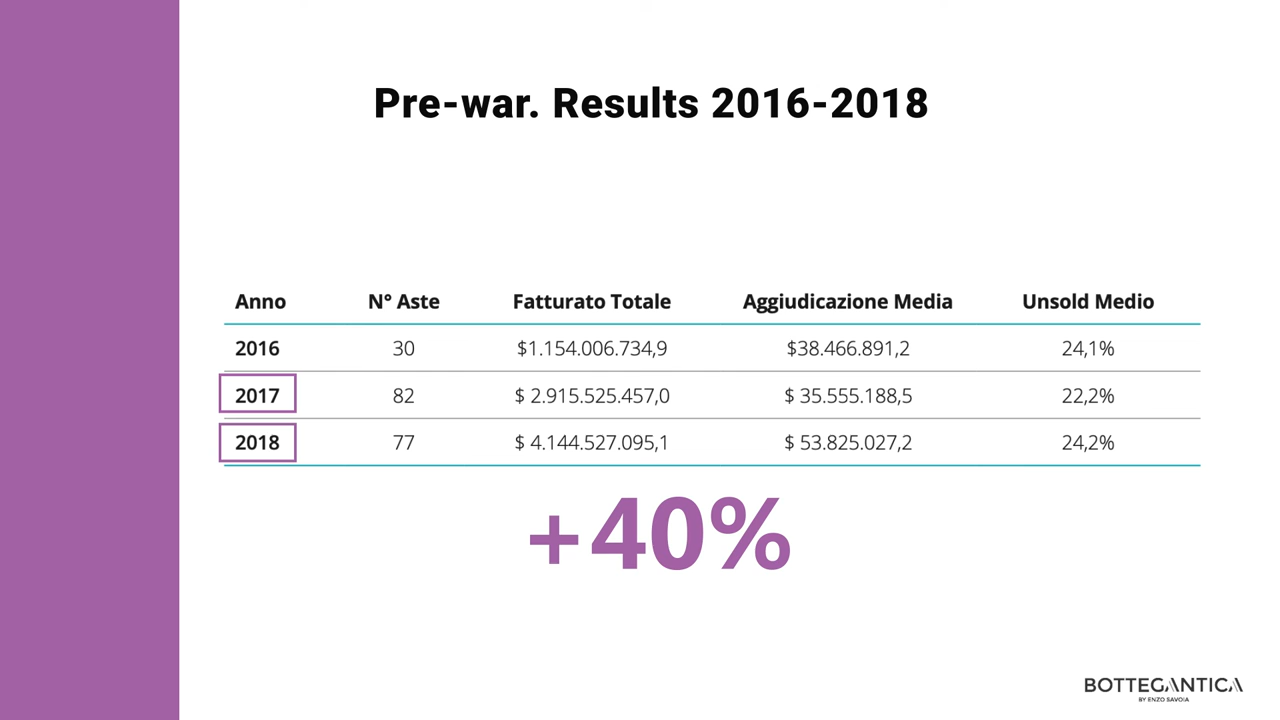 Pre-war. Results 2016-2018
Anno N° Aste Fatturato Totale Aggiudicazione Media Unsold Medio
2016 30 $1.154.006.734,9 $38.466.891,2 24,1%
2017 82 $ 2.915.525.457,0 $ 35.555.188,5 22,2%
2018 77 $ 4.144.527.095,1 $ 53.825.027,2 24,2%
+40%
BOTTEGANTICA
BY ENZO SAVOIA